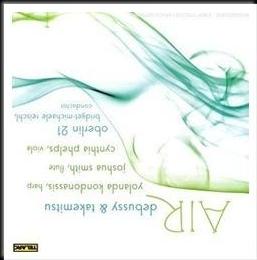 AIR
debussy & takemitsu
yolanda kondonassis, harp
joshua smith, flute
cynthia phelps, viola
oberlin 21
bridget-michaele reischl,
conductor
TELARC